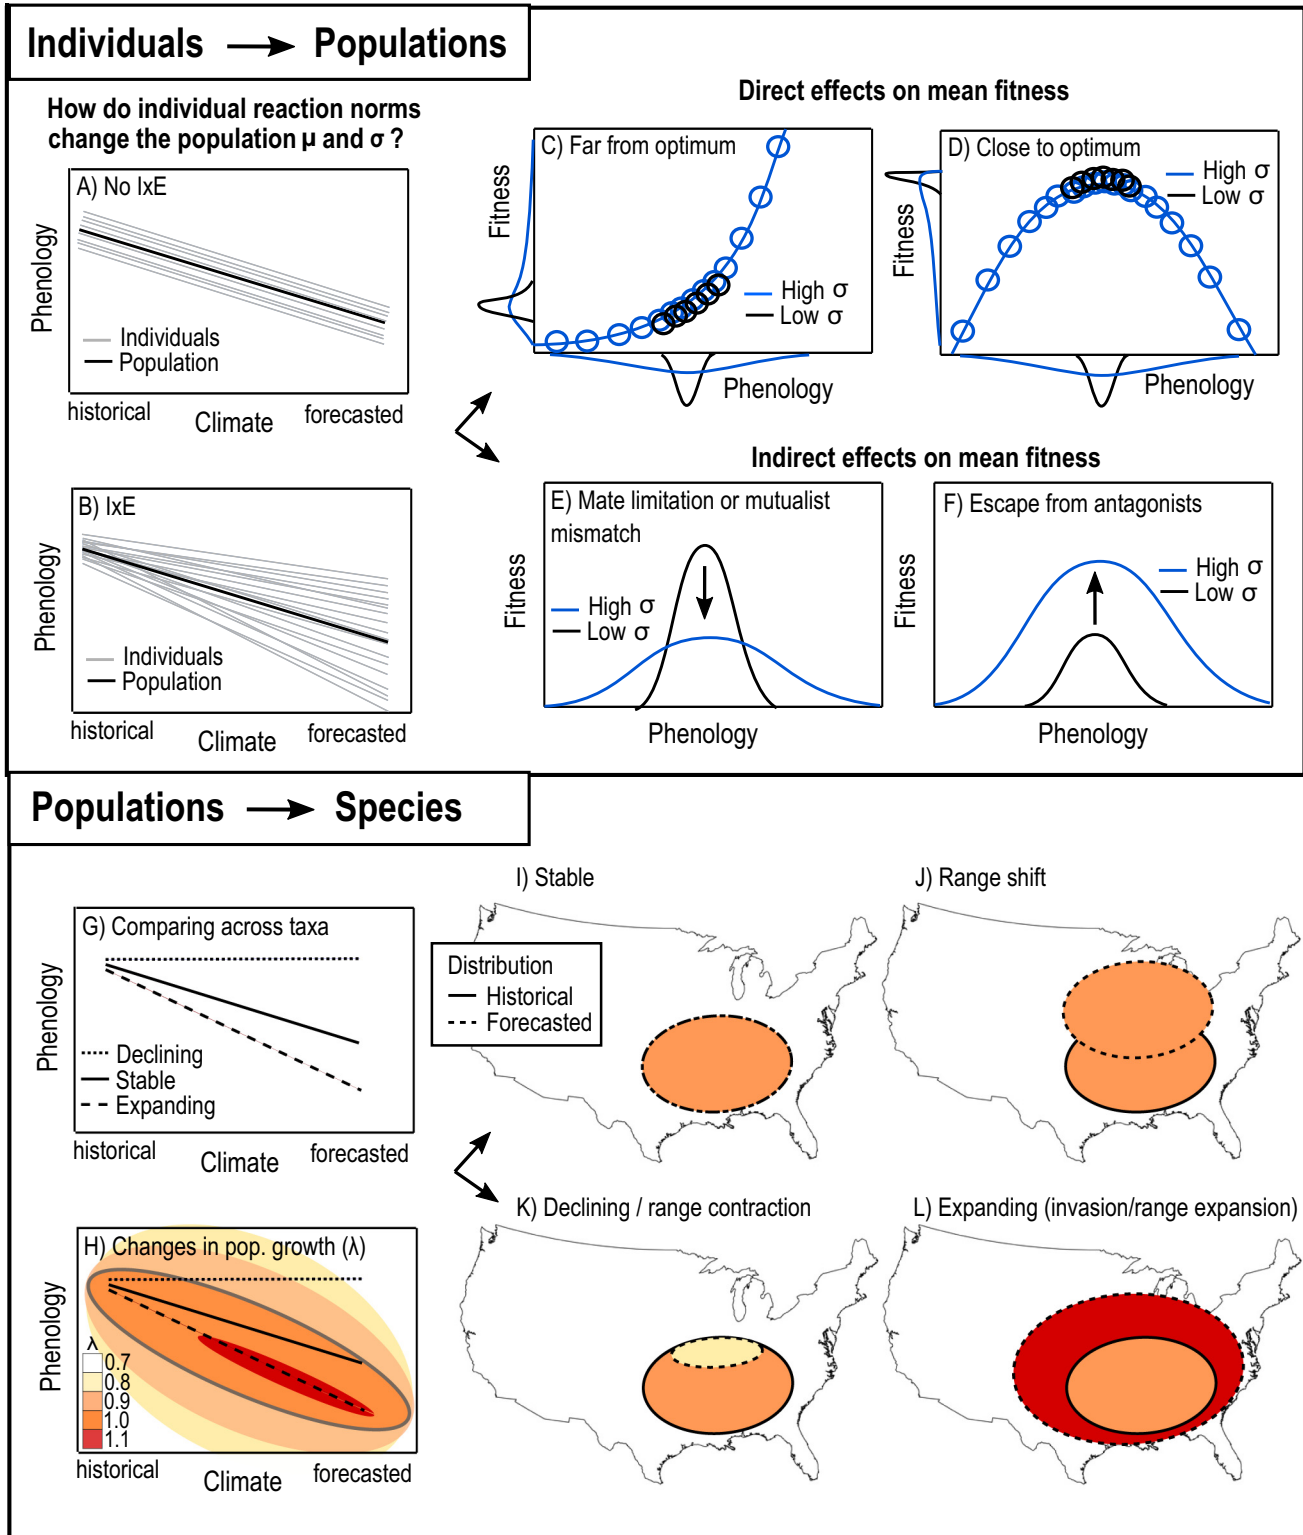 Individuals → Populations
How do individual reaction norms
change the population μ and σ ?
A) No IxE
Phenology
Individuals
Population
historical
Climate
forecasted
B) IxE
Phenology
Individuals
Population
historical
Climate
forecasted
Direct effects on mean fitness
C) Far from optimum
Fitness
High σ
Low σ
Phenology
D) Close to optimum
Fitness
High σ
Low σ
Phenology
Indirect effects on mean fitness
E) Mate limitation or mutualist
mismatch
Fitness
High σ
Low σ
Phenology
F) Escape from antagonists
Fitness
High σ
Low σ
Phenology
Populations → Species
G) Comparing across taxa
Phenology
Declining
Stable
Expanding
historical
Climate
forecasted
H) Changes in pop. growth (λ)
Phenology
λ
0.7
0.8
0.9
1.0
1.1
historical
Climate
forecasted
I) Stable
Distribution
Historical
Forecasted
J) Range shift
K) Declining / range contraction
L) Expanding (invasion/range expansion)